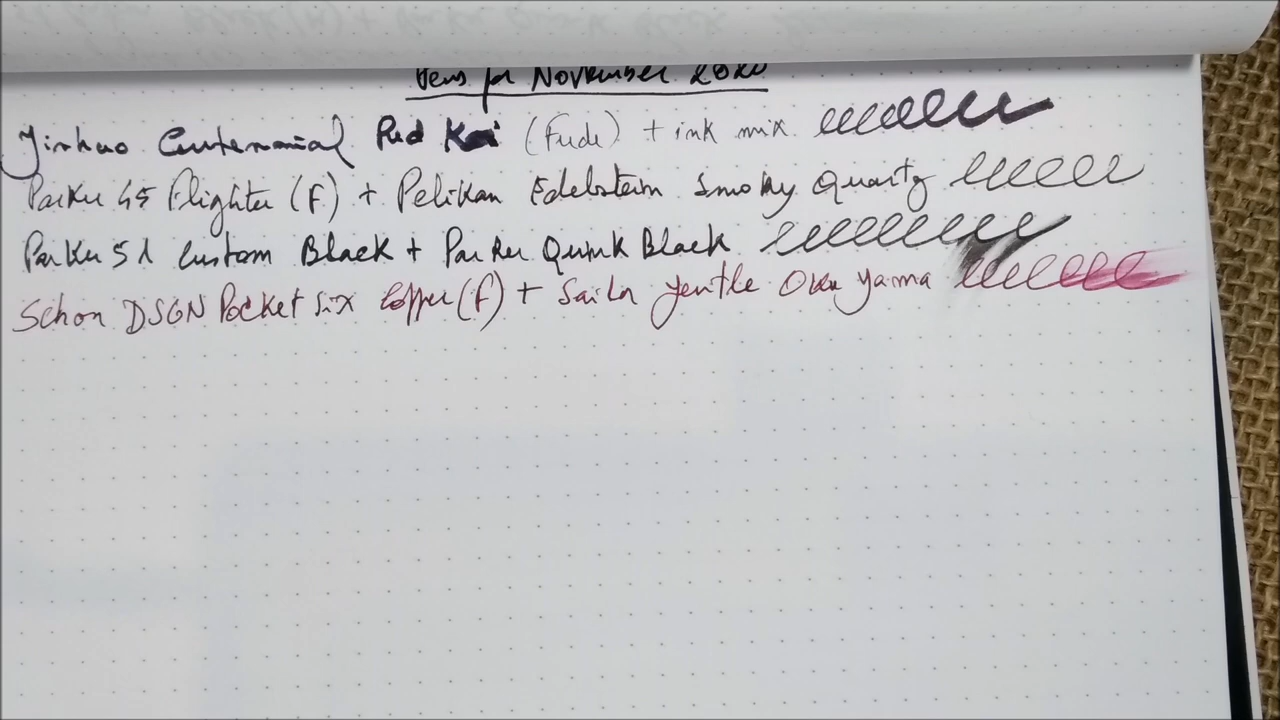 Pens for November 2020
Jinhao Centennial Red Koi (Fude) + ink mix
Parker 45 Flighter (F) + Pelikan Edelstein Smoky Quartz
Parker 51 Custom Black + Parker Quink Black
Schon DSGN Pocket Six Copper (F) + Sailor Jentle Oku Yama